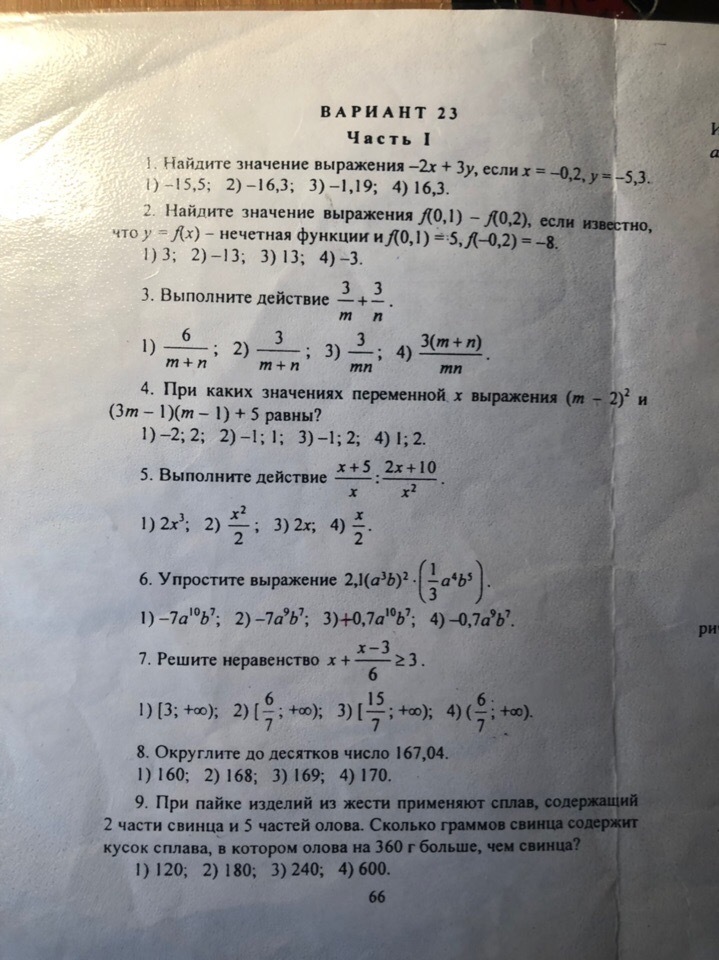 ВАРИАНТ 23
Часть I
1. Найдите значение выражения –2x + 3y, если x = –0,2, y = –5,3.
1) –15,5; 2) –16,3; 3) –1,19; 4) 16,3.
2. Найдите значение выражения f(0,1) – f(0,2), если известно,
что y = f(x) – нечетная функции и f(0,1) = 5, f(–0,2) = –8.
1) 3; 2) –13; 3) 13; 4) –3.
3. Выполните действие 3/m + 3/n.
1) 6/(m + n); 2) 3/(m + n); 3) 3/mn; 4) 3(m + n)/mn.
4. При каких значениях переменной x выражения (m – 2)² и
(3m – 1)(m – 1) + 5 равны?
1) –2; 2; 2) –1; 1; 3) –1; 2; 4) 1; 2.
5. Выполните действие (x + 5)/x : (2x + 10)/x².
1) 2x³; 2) x²/2; 3) 2x; 4) x/2.
6. Упростите выражение 2,1(a³b)² · (1/3 a⁴b⁵).
1) –7a¹⁰b⁷; 2) –7a⁹b⁷; 3) +0,7a¹⁰b⁷; 4) –0,7a⁹b⁷.
7. Решите неравенство x + (x – 3)/6 ≥ 3.
1) [3; +∞); 2) [6/7; +∞); 3) [15/7; +∞); 4) (6/7; +∞).
8. Округлите до десятков число 167,04.
1) 160; 2) 168; 3) 169; 4) 170.
9. При пайке изделий из жести применяют сплав, содержащий
2 части свинца и 5 частей олова. Сколько граммов свинца содержит
кусок сплава, в котором олова на 360 г больше, чем свинца?
1) 120; 2) 180; 3) 240; 4) 600.
66